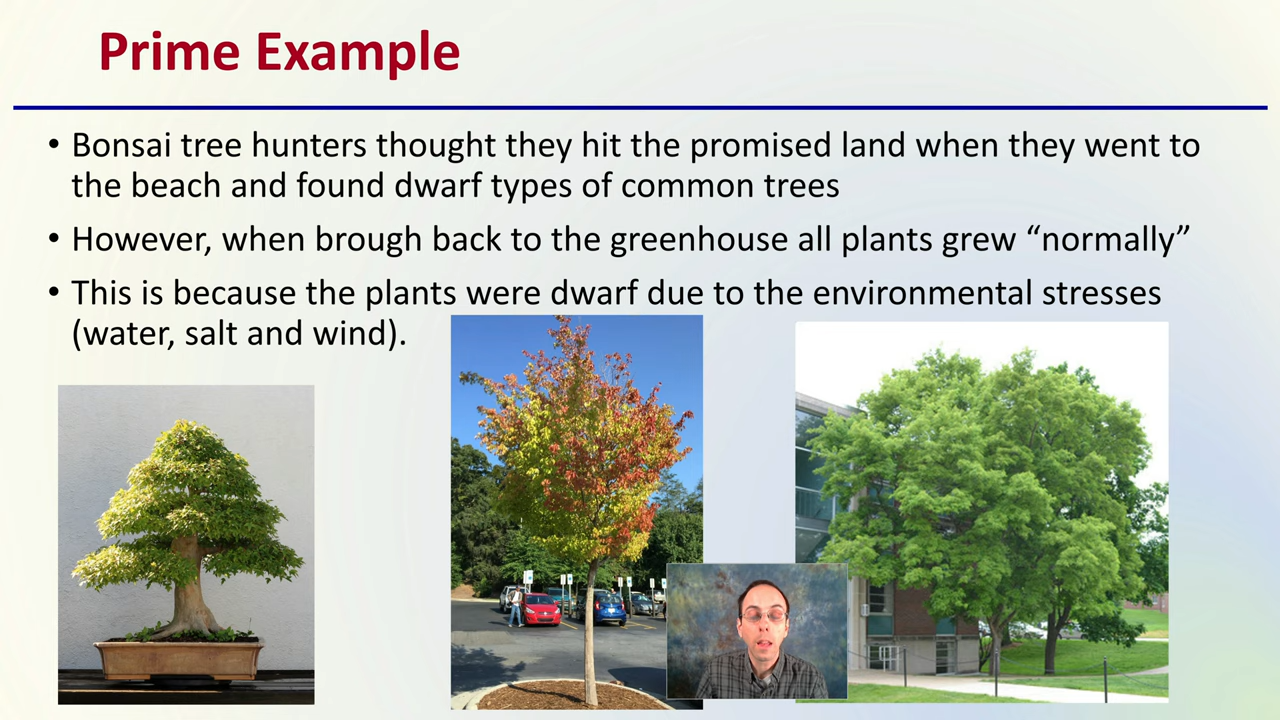 Prime Example
• Bonsai tree hunters thought they hit the promised land when they went to
the beach and found dwarf types of common trees
• However, when brough back to the greenhouse all plants grew “normally”
• This is because the plants were dwarf due to the environmental stresses
(water, salt and wind).